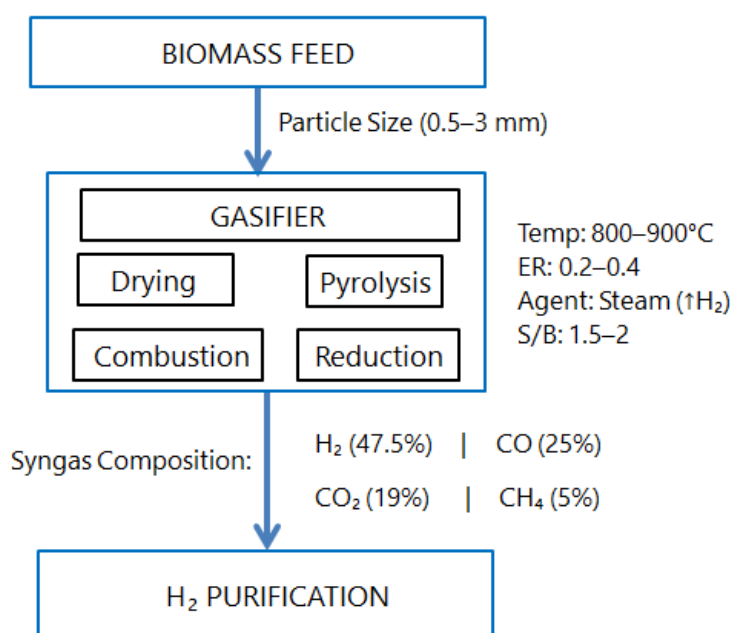 BIOMASS FEED
Particle Size (0.5–3 mm)
GASIFIER
Drying
Pyrolysis
Combustion
Reduction
Temp: 800–900°C
ER: 0.2–0.4
Agent: Steam (↑H₂)
S/B: 1.5–2
Syngas Composition:
H₂ (47.5%) | CO (25%)
CO₂ (19%) | CH₄ (5%)
H₂ PURIFICATION